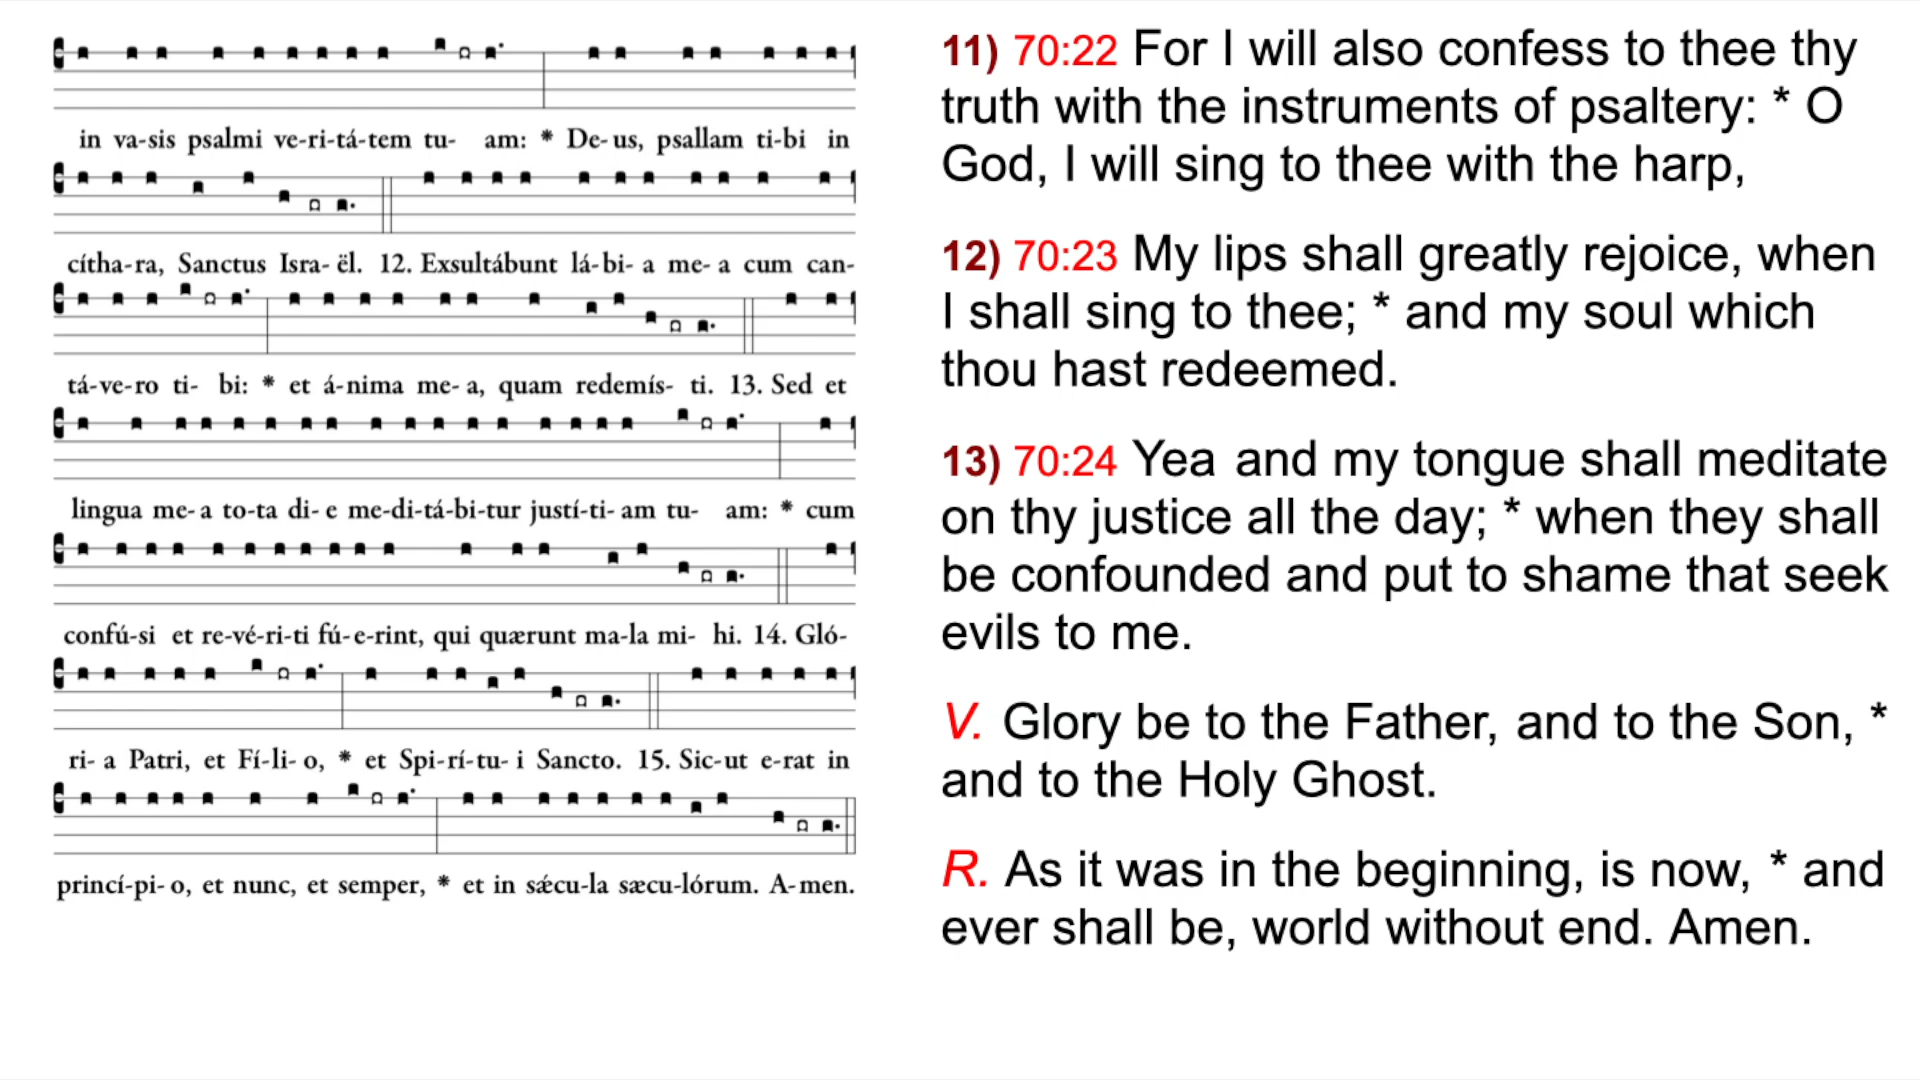 in va-sis psalmi ve-ri-tá-tem tu- am: * De-us, psallam ti-bi in
cítha-ra, Sanctus Isra-ël. 12. Exsultábunt lá-bi-a me-a cum can-
tá-ve-ro ti- bi: * et á-nima me-a, quam redemís- ti. 13. Sed et
lingua me-a to-ta di-e me-di-tá-bi-tur justí-ti-am tu- am: * cum
confú-si et re-vé-ri-ti fú-e-rint, qui quærunt ma-la mi- hi. 14. Gló-
ri-a Patri, et Fí-li-o, * et Spi-rí-tu-i Sancto. 15. Sic-ut e-rat in
princí-pi-o, et nunc, et semper, * et in sǽcu-la sæcu-lórum. A-men.
11) 70:22 For I will also confess to thee thy
truth with the instruments of psaltery: * O
God, I will sing to thee with the harp,
12) 70:23 My lips shall greatly rejoice, when
I shall sing to thee; * and my soul which
thou hast redeemed.
13) 70:24 Yea and my tongue shall meditate
on thy justice all the day; * when they shall
be confounded and put to shame that seek
evils to me.
V. Glory be to the Father, and to the Son, *
and to the Holy Ghost.
R. As it was in the beginning, is now, * and
ever shall be, world without end. Amen.